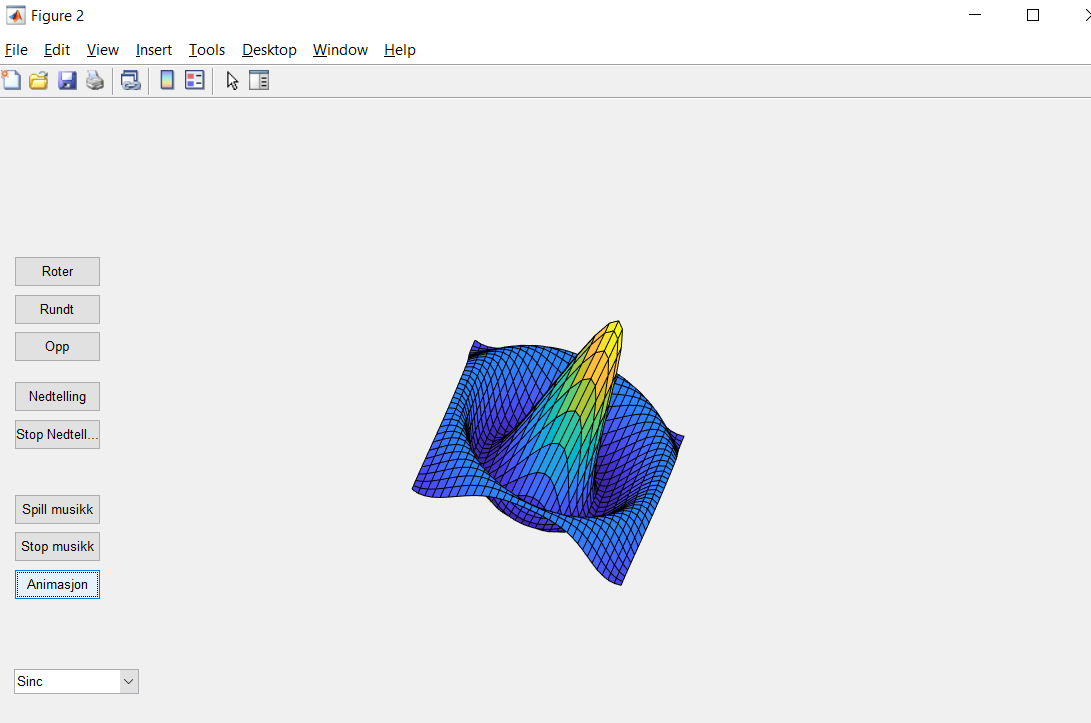 Figure 2
File Edit View Insert Tools Desktop Window Help
Roter
Rundt
Opp
Nedtelling
Stop Nedtell...
Spill musikk
Stop musikk
Animasjon
Sinc